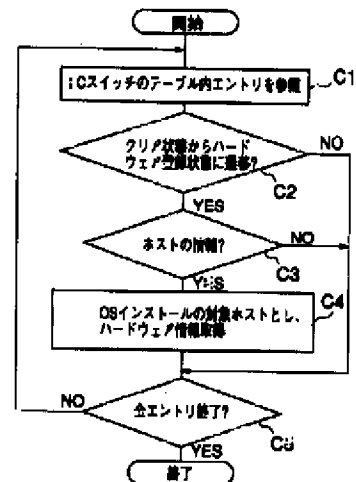 開始
iCスイッチのテーブル内エントリを参照
C1
クリア状態からハード
ウェア登録状態に遷移?
NO
C2
YES
ホストの情報?
NO
C3
YES
C4
OSインストールの対象ホストとし、
ハードウェア情報取得
NO
全エントリ終了?
C5
YES
終了